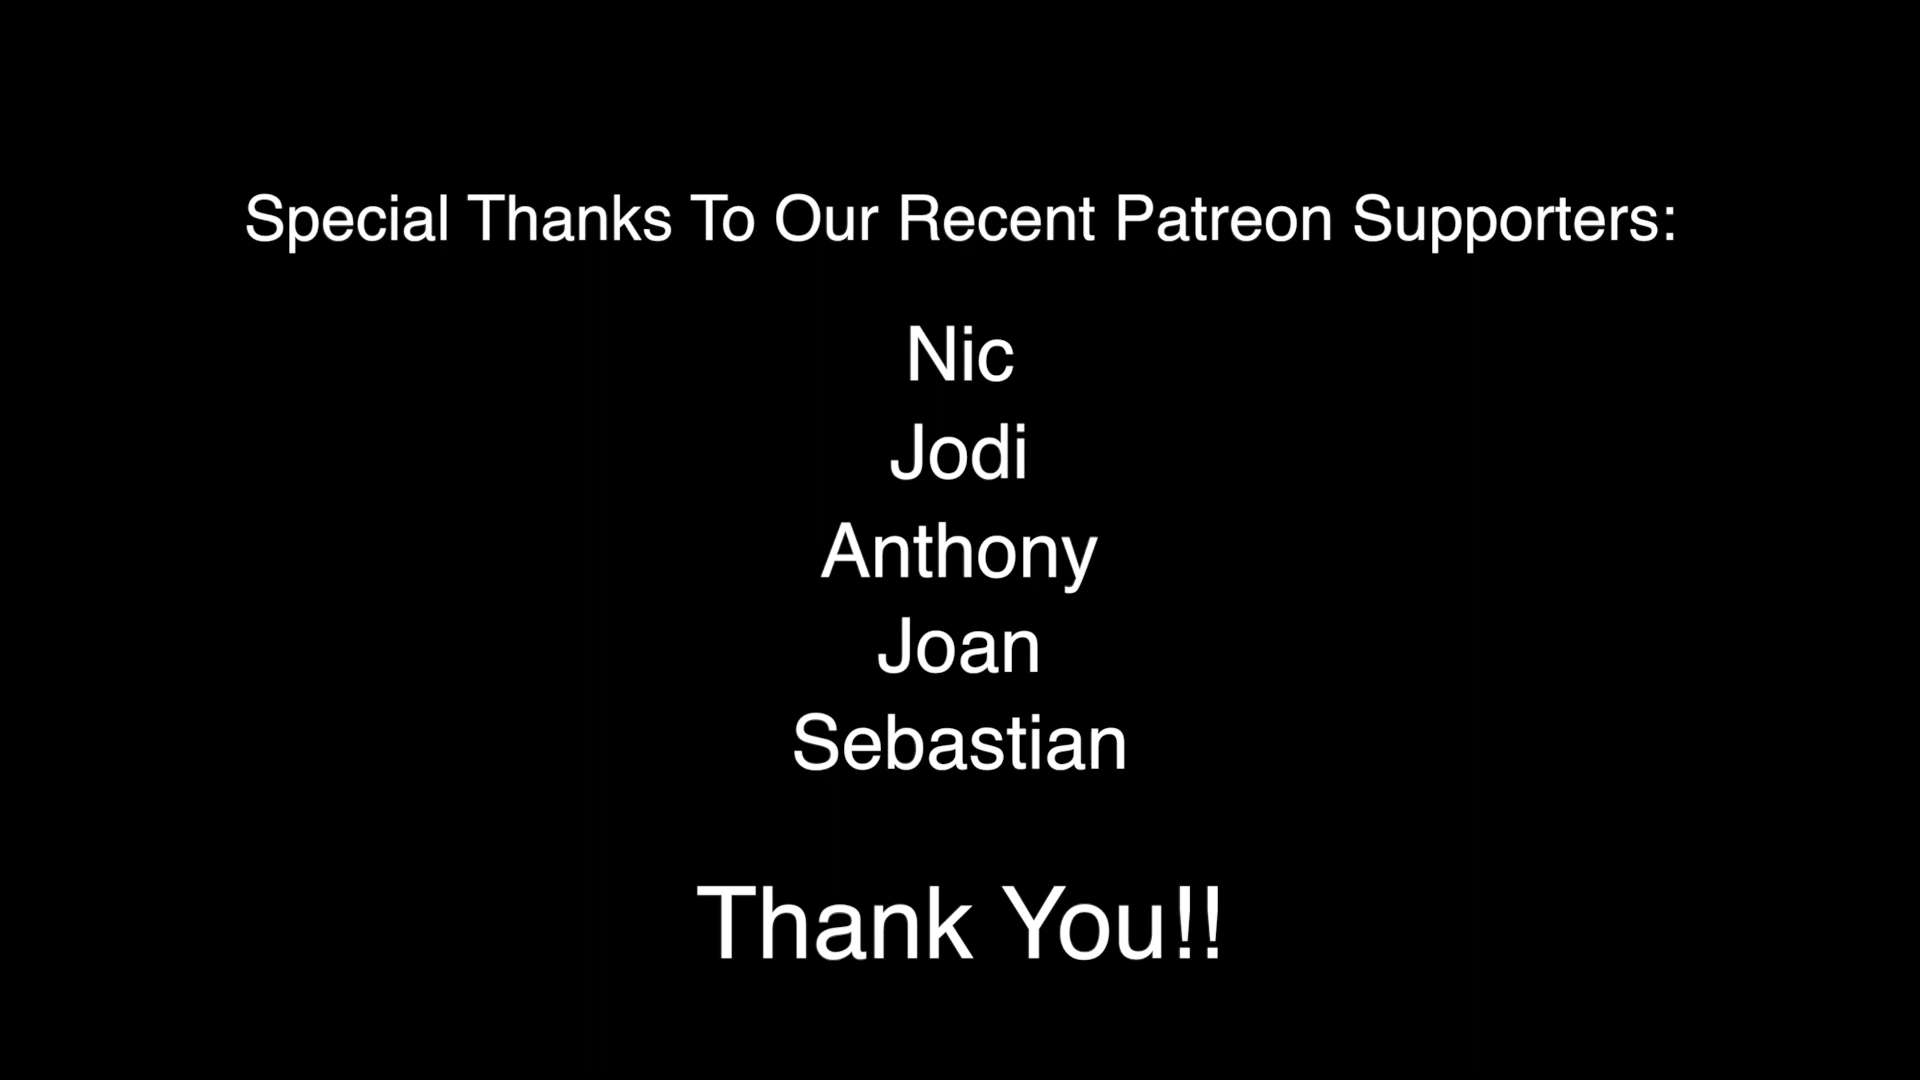 Special Thanks To Our Recent Patreon Supporters:
Nic
Jodi
Anthony
Joan
Sebastian
Thank You!!